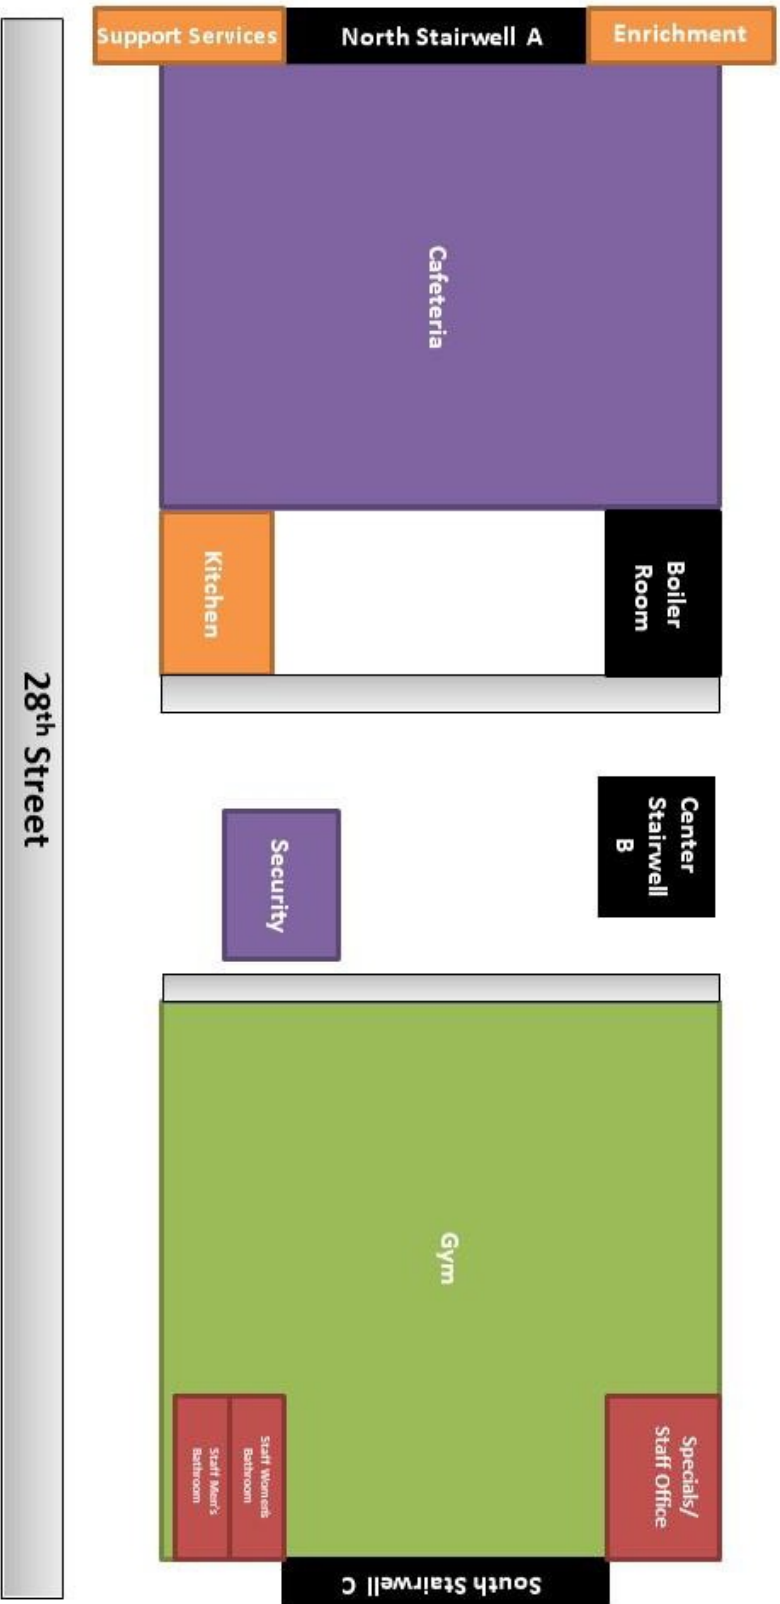 Support Services
North Stairwell A
Enrichment
Cafeteria
Kitchen
Boiler
Room
28th Street
Center
Stairwell
B
Security
Gym
Specials/
Staff Office
Staff Women's
Bathroom
Staff Men's
Bathroom
South Stairwell C